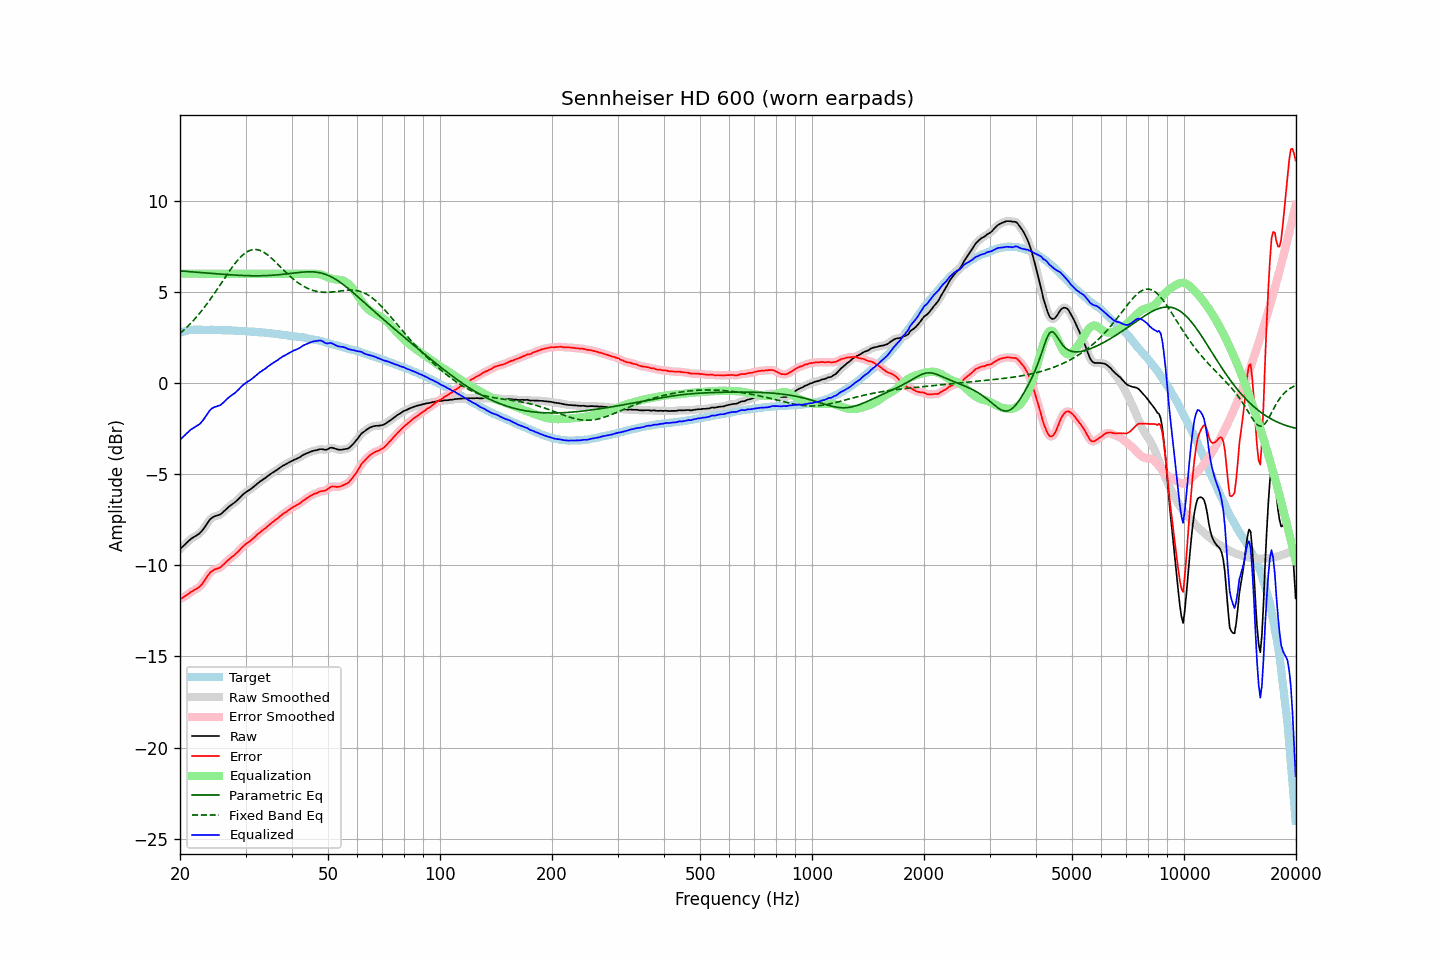 Sennheiser HD 600 (worn earpads)
Amplitude (dBr)
10
5
0
−5
−10
−15
−20
−25
Target
Raw Smoothed
Error Smoothed
Raw
Error
Equalization
Parametric Eq
Fixed Band Eq
Equalized
20 50 100 200 500 1000 2000 5000 10000 20000
Frequency (Hz)